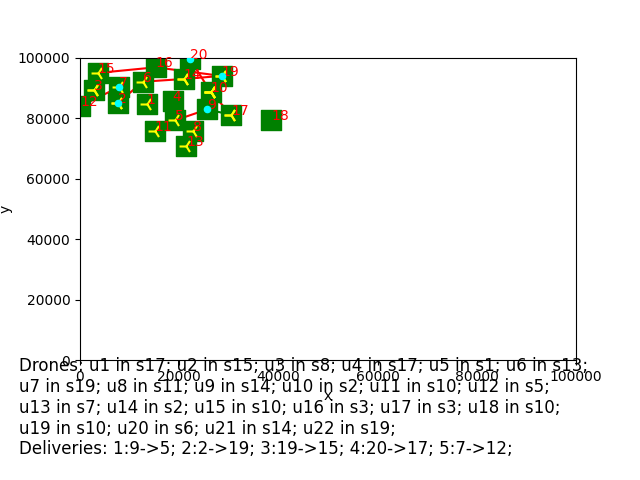 100000
80000
60000
40000
20000
0
y
0 20000 40000 60000 80000 100000
x
20
16
15
19
17
18
Drones: u1 in s17; u2 in s15; u3 in s8; u4 in s17; u5 in s1; u6 in s13;
u7 in s19; u8 in s11; u9 in s14; u10 in s2; u11 in s10; u12 in s5;
u13 in s7; u14 in s2; u15 in s10; u16 in s3; u17 in s3; u18 in s10;
u19 in s10; u20 in s6; u21 in s14; u22 in s19;
Deliveries: 1:9->5; 2:2->19; 3:19->15; 4:20->17; 5:7->12;